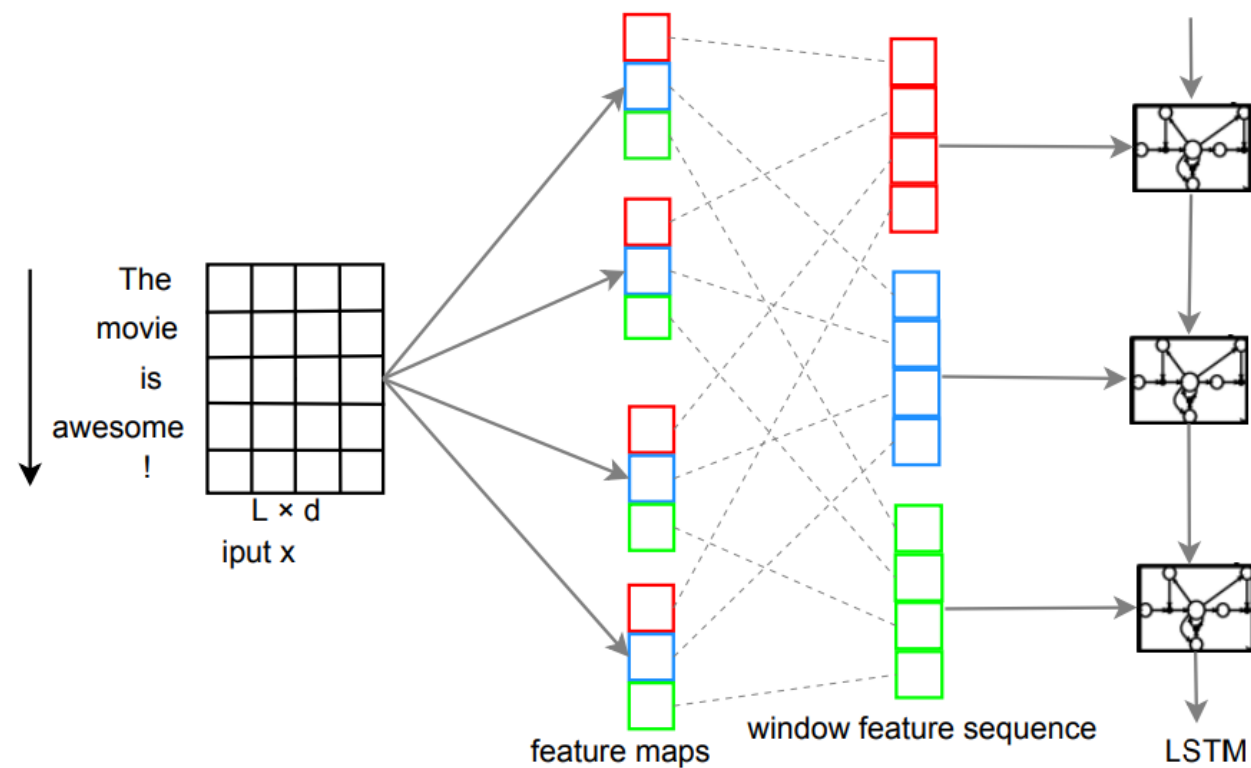 The
movie
is
awesome
!
L × d
iput x
feature maps
window feature sequence
LSTM